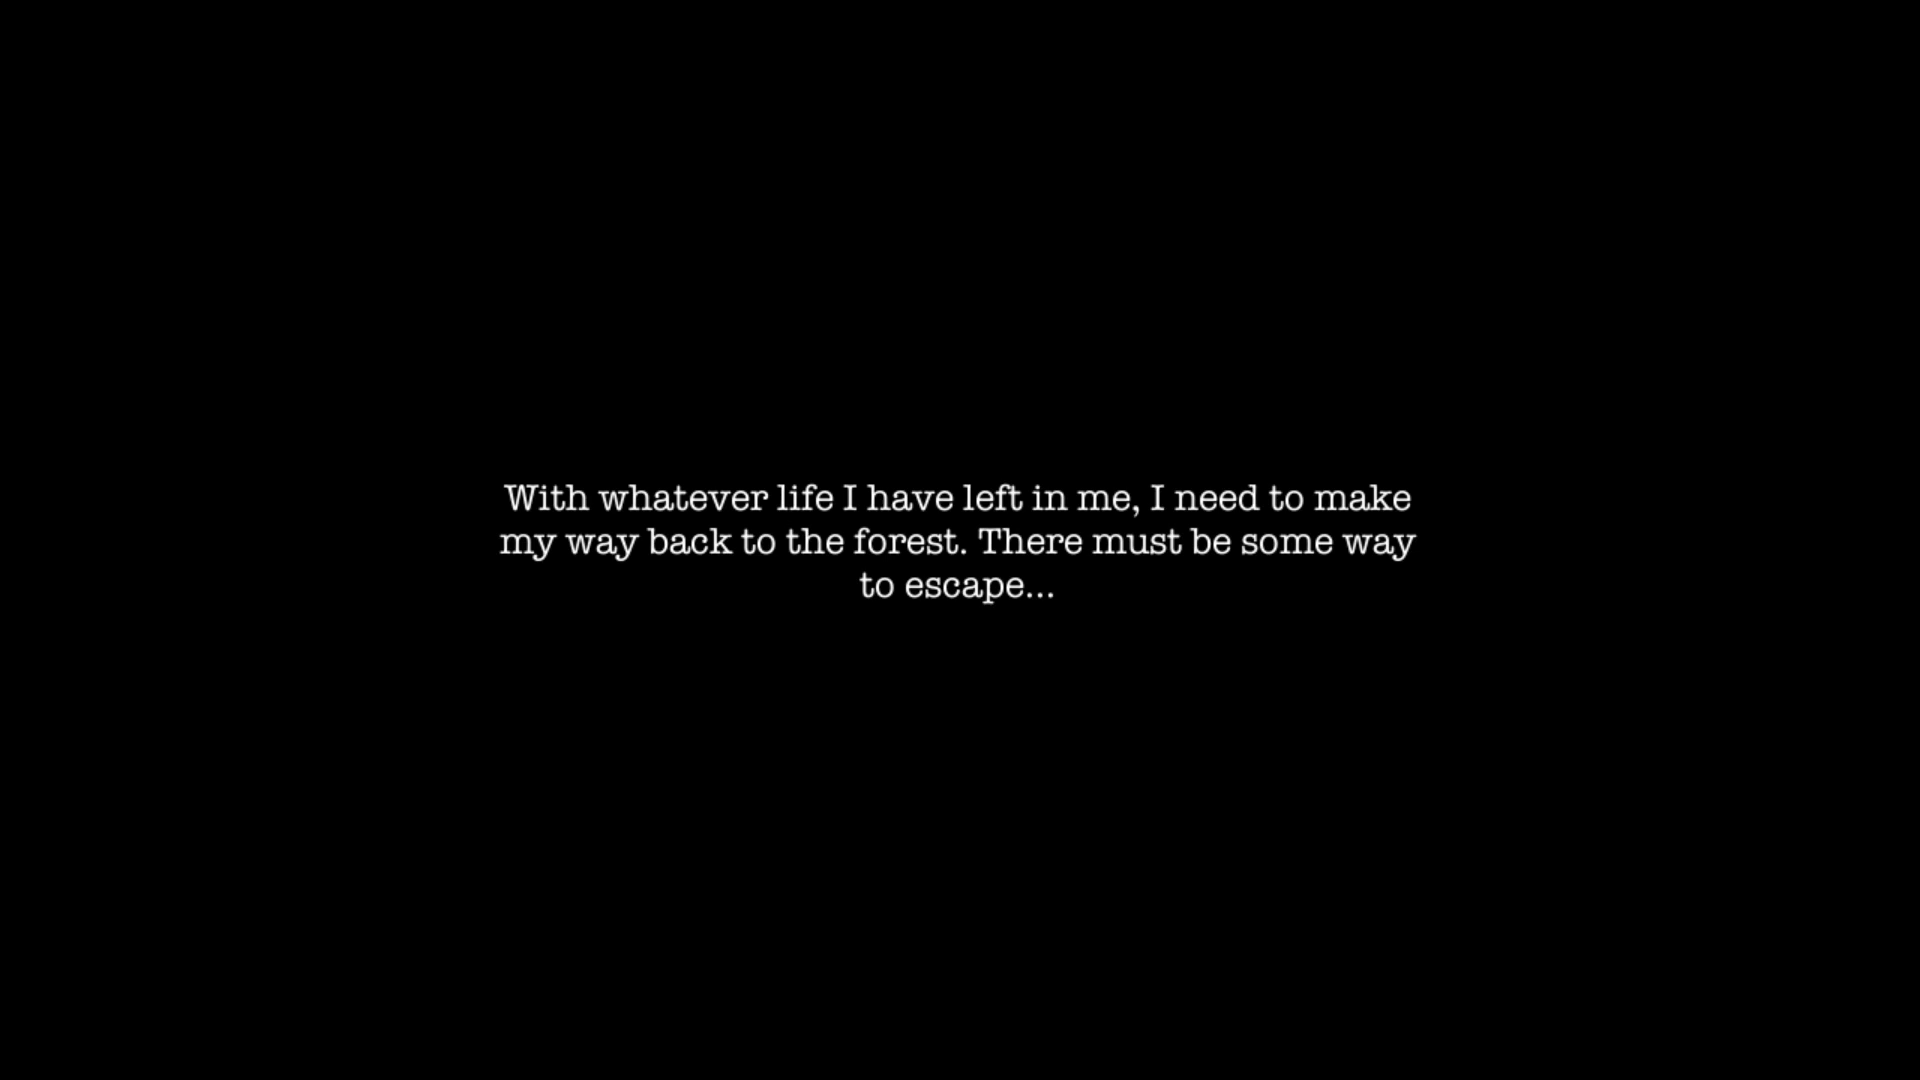 With whatever life I have left in me, I need to make
my way back to the forest. There must be some way
to escape...